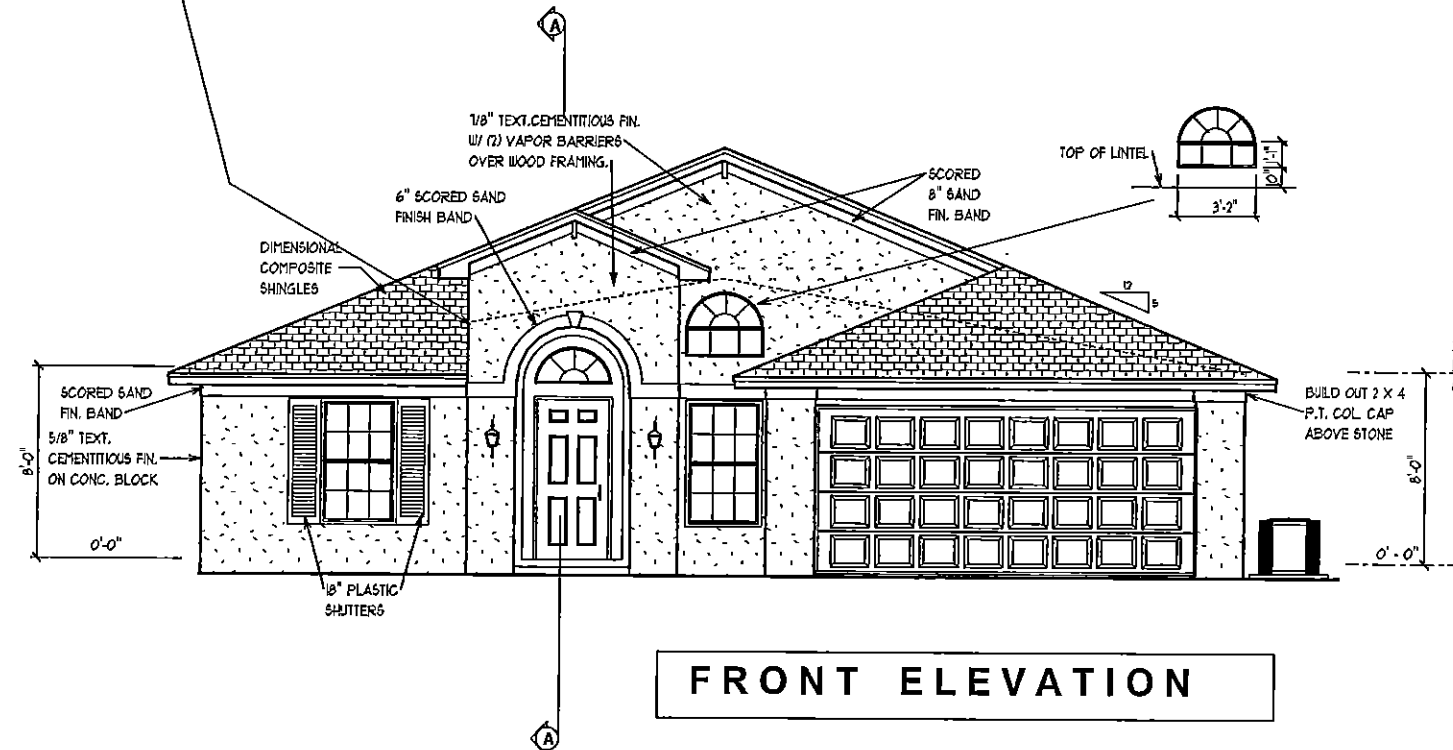 A
7/8" TEXT.CEMENTITIOUS FIN.
W/ (2) VAPOR BARRIERS
OVER WOOD FRAMING.
TOP OF LINTEL
1'-1"
10"
3'-2"
SCORED
8" SAND
FIN. BAND
6" SCORED SAND
FINISH BAND
DIMENSIONAL
COMPOSITE
SHINGLES
12
5
SCORED SAND
FIN. BAND
5/8" TEXT.
CEMENTITIOUS FIN.
ON CONC. BLOCK
8'-0"
0'-0"
BUILD OUT 2 X 4
P.T. COL. CAP
ABOVE STONE
8'-0"
0' - 0"
18" PLASTIC
SHUTTERS
FRONT ELEVATION
A